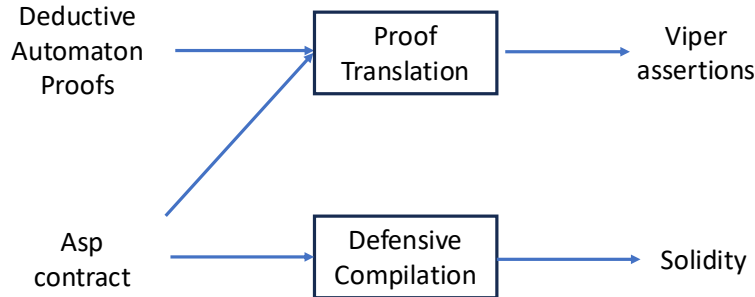 Deductive
Automaton
Proofs
Proof
Translation
Viper
assertions
Asp
contract
Defensive
Compilation
Solidity